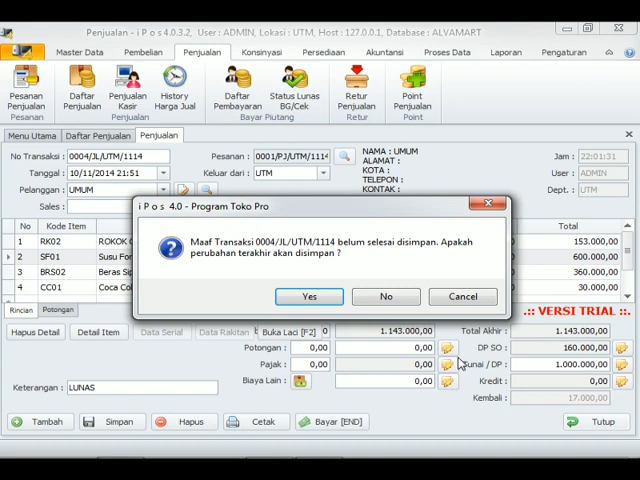 Penjualan - i P o s 4.0.3.2, User : ADMIN, Lokasi : UTM, Host : 127.0.0.1, Database : ALVAMART
Master Data Pembelian Penjualan Konsinyasi Persediaan Akuntansi Proses Data Laporan Pengaturan
Pesanan Penjualan
Daftar Penjualan
Penjualan Kasir
History Harga Jual
Daftar Pembayaran
Status Lunas BG/Cek
Retur Penjualan
Point Penjualan
Pesanan Penjualan Bayar Piutang Retur Point
Menu Utama Daftar Penjualan Penjualan
No Transaksi : 0004/JL/UTM/1114 Pesanan : 0001/PJ/UTM/1114
Tanggal : 10/11/2014 21:51 Keluar dari : UTM
Pelanggan : UMUM
Sales :
NAMA : UMUM
ALAMAT :
KOTA :
TELEPON :
KONTAK :
Jam : 22:01:31
User : ADMIN
Dept. : UTM
i P o s 4.0 - Program Toko Pro
Maaf Transaksi 0004/JL/UTM/1114 belum selesai disimpan. Apakah
perubahan terakhir akan disimpan ?
Yes No Cancel
No Kode Item Total
1 RK02 ROKOK 153.000,00
2 SF01 Susu For 600.000,00
3 BRS02 Beras Sip 360.000,00
4 CC01 Coca Col 30.000,00
Rincian Potongan .:: VERSI TRIAL ::.
Hapus Detail Detail Item Data Serial Data Rakitan Buka Laci [F2] 0 1.143.000,00 Total Akhir : 1.143.000,00
Potongan : 0,00 0,00 DP SO : 160.000,00
Pajak : 0,00 0,00 Tunai / DP : 1.000.000,00
Keterangan : LUNAS Biaya Lain : 0,00 Kredit : 0,00
Kembali : 17.000,00
Tambah Simpan Hapus Cetak Bayar [END] Tutup